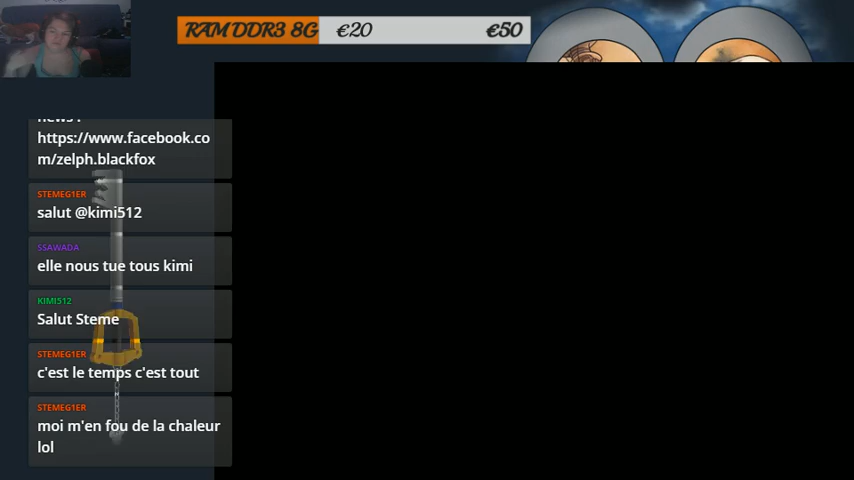 RAM DDR3 8G €20 €50
news :
https://www.facebook.co
m/zelph.blackfox
STEMEG1ER
salut @kimi512
SSAWADA
elle nous tue tous kimi
KIMI512
Salut Steme
STEMEG1ER
c'est le temps c'est tout
STEMEG1ER
moi m'en fou de la chaleur
lol